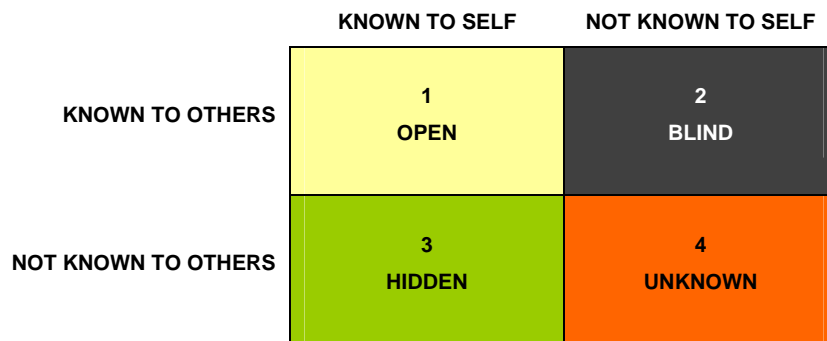 KNOWN TO SELF
NOT KNOWN TO SELF
KNOWN TO OTHERS
1
OPEN
2
BLIND
NOT KNOWN TO OTHERS
3
HIDDEN
4
UNKNOWN